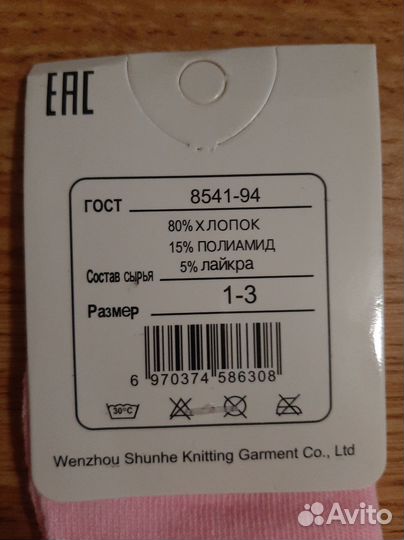 EAC
ГОСТ 8541-94
80% ХЛОПОК
15% ПОЛИАМИД
Состав сырья 5% лайкра
Размер 1-3
6 970374 586308
30°C
Wenzhou Shunhe Knitting Garment Co., Ltd
Avito